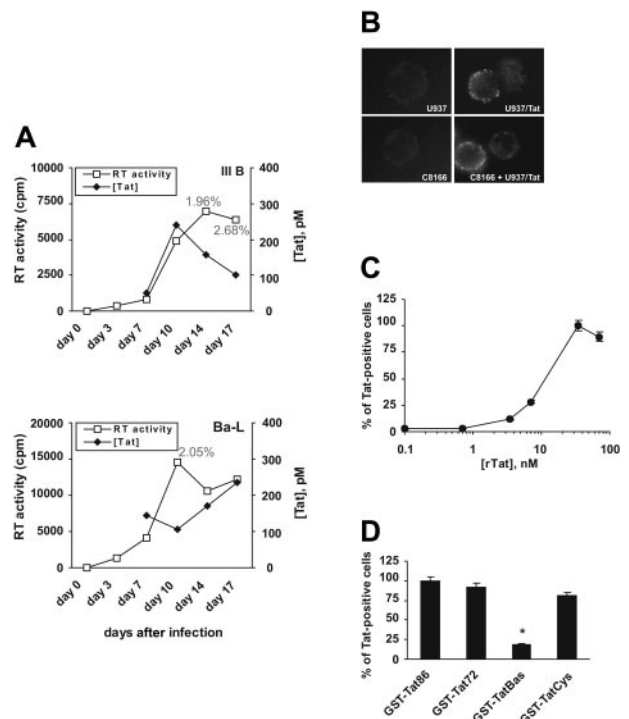 A
III B
RT activity
[Tat]
1.96%
2.68%
RT activity (cpm)
10000
7500
5000
2500
0
400
300
200
100
0
[Tat], pM
day 0
day 3
day 7
day 10
day 14
day 17
Ba-L
RT activity
[Tat]
2.05%
RT activity (cpm)
20000
15000
10000
5000
0
400
300
200
100
0
[Tat], pM
day 0
day 3
day 7
day 10
day 14
day 17
days after infection
B
U937
U937/Tat
C8166
C8166 + U937/Tat
C
% of Tat-positive cells
125
100
75
50
25
0
0.1
1
10
100
[rTat], nM
D
% of Tat-positive cells
125
100
75
50
25
0
*
GST-Tat86
GST-Tat72
GST-TatBas
GST-TatCys